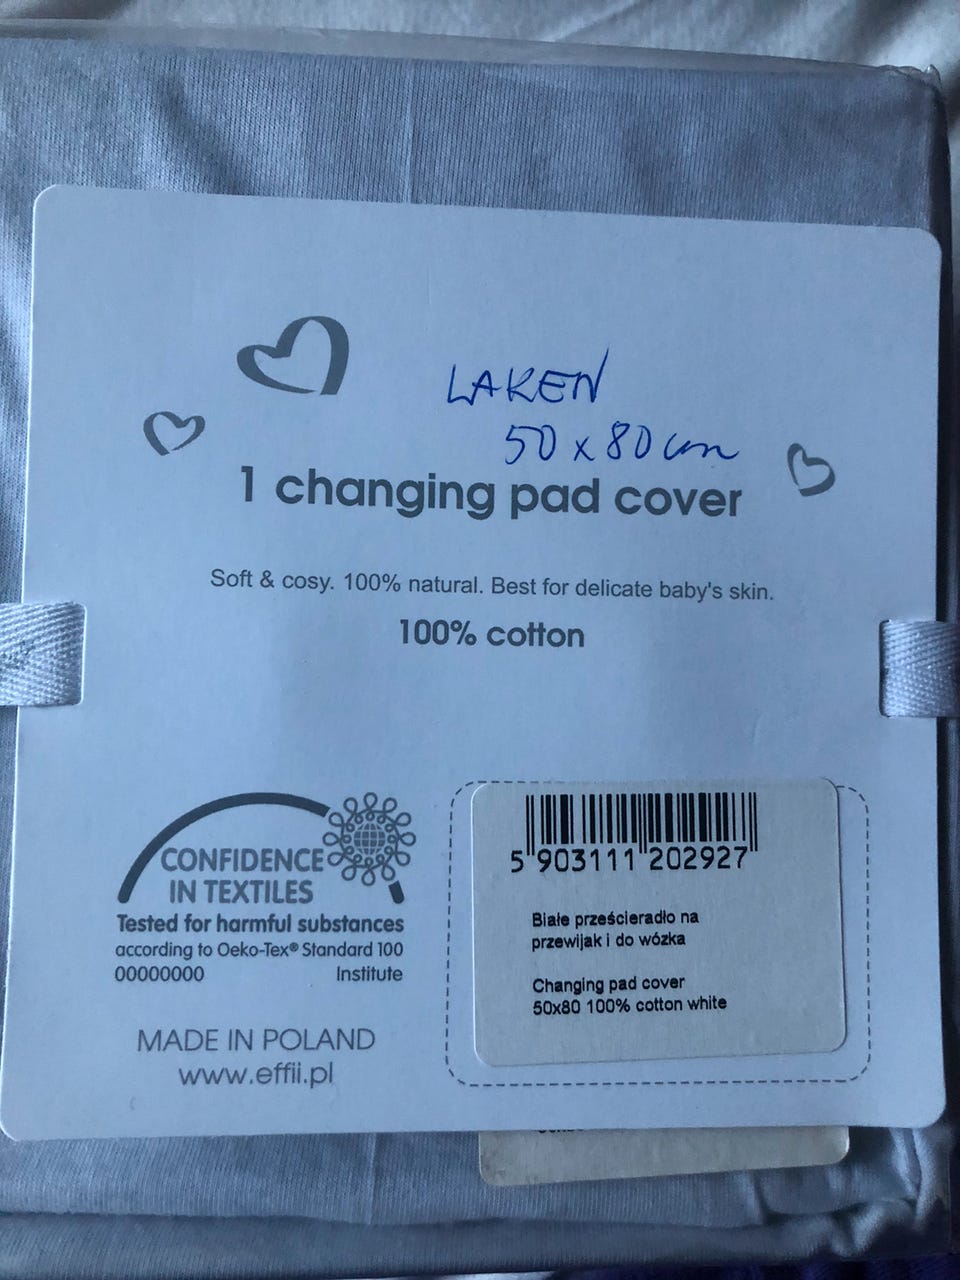 LAKEN
50 x 80 cm
1 changing pad cover
Soft & cosy. 100% natural. Best for delicate baby's skin.
100% cotton
CONFIDENCE
IN TEXTILES
Tested for harmful substances
according to Oeko-Tex® Standard 100
00000000 Institute
MADE IN POLAND
www.effii.pl
5 903111 202927
Białe prześcieradło na
przewijak i do wózka
Changing pad cover
50x80 100% cotton white